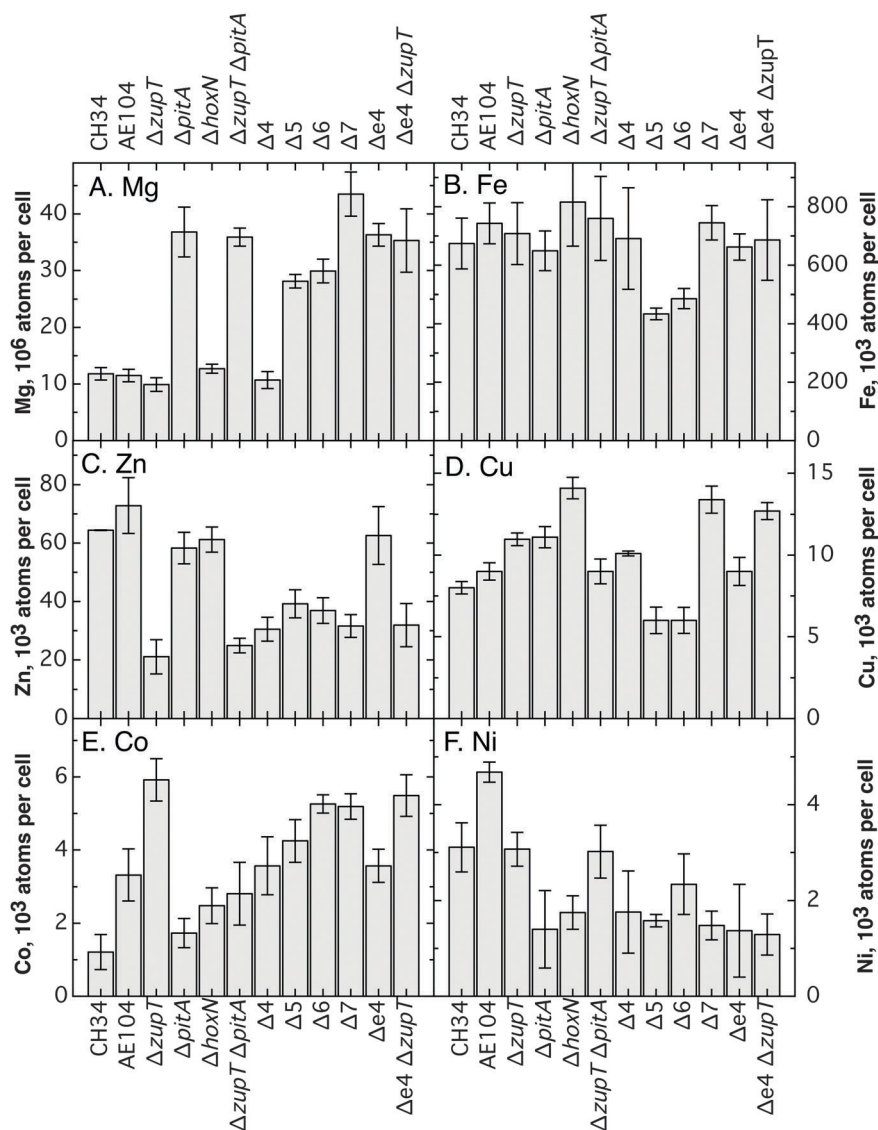 CH34
AE104
ΔzupT
ΔpitA
ΔhoxN
ΔzupT ΔpitA
Δ4
Δ5
Δ6
Δ7
Δe4
Δe4 ΔzupT
CH34
AE104
ΔzupT
ΔpitA
ΔhoxN
ΔzupT ΔpitA
Δ4
Δ5
Δ6
Δ7
Δe4
Δe4 ΔzupT
A. Mg
Mg, 10⁶ atoms per cell
40
30
20
10
0
B. Fe
800
600
400
200
0
Fe, 10³ atoms per cell
C. Zn
Zn, 10³ atoms per cell
80
60
40
20
0
D. Cu
15
10
5
0
Cu, 10³ atoms per cell
E. Co
Co, 10³ atoms per cell
6
4
2
0
F. Ni
4
2
0
Ni, 10³ atoms per cell
CH34
AE104
ΔzupT
ΔpitA
ΔhoxN
ΔzupT ΔpitA
Δ4
Δ5
Δ6
Δ7
Δe4
Δe4 ΔzupT
CH34
AE104
ΔzupT
ΔpitA
ΔhoxN
ΔzupT ΔpitA
Δ4
Δ5
Δ6
Δ7
Δe4
Δe4 ΔzupT